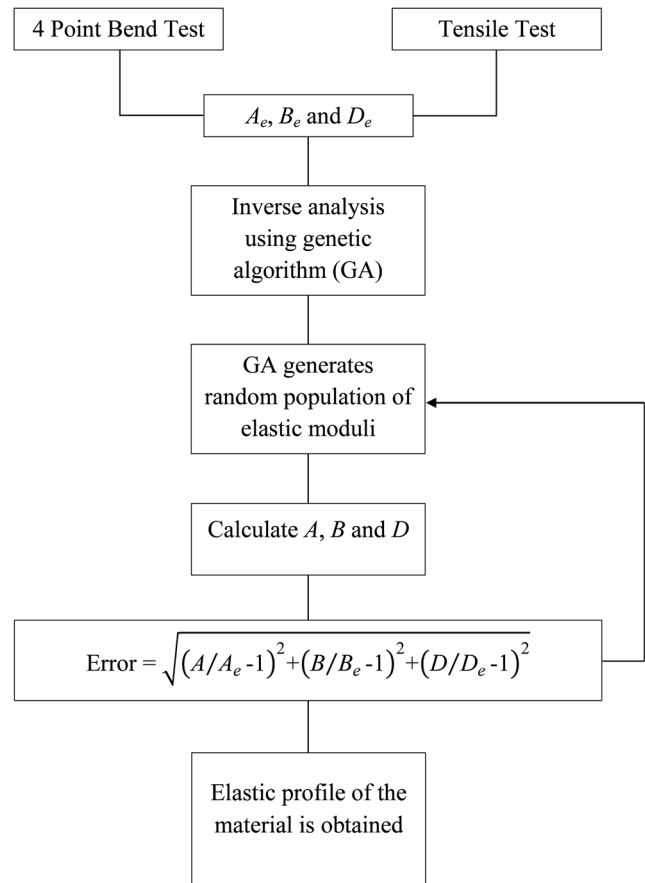 4 Point Bend Test
Tensile Test
Aₑ, Bₑ and Dₑ
Inverse analysis
using genetic
algorithm (GA)
GA generates
random population of
elastic moduli
Calculate A, B and D
Error = √((A/Aₑ-1)²+(B/Bₑ-1)²+(D/Dₑ-1)²)
Elastic profile of the
material is obtained